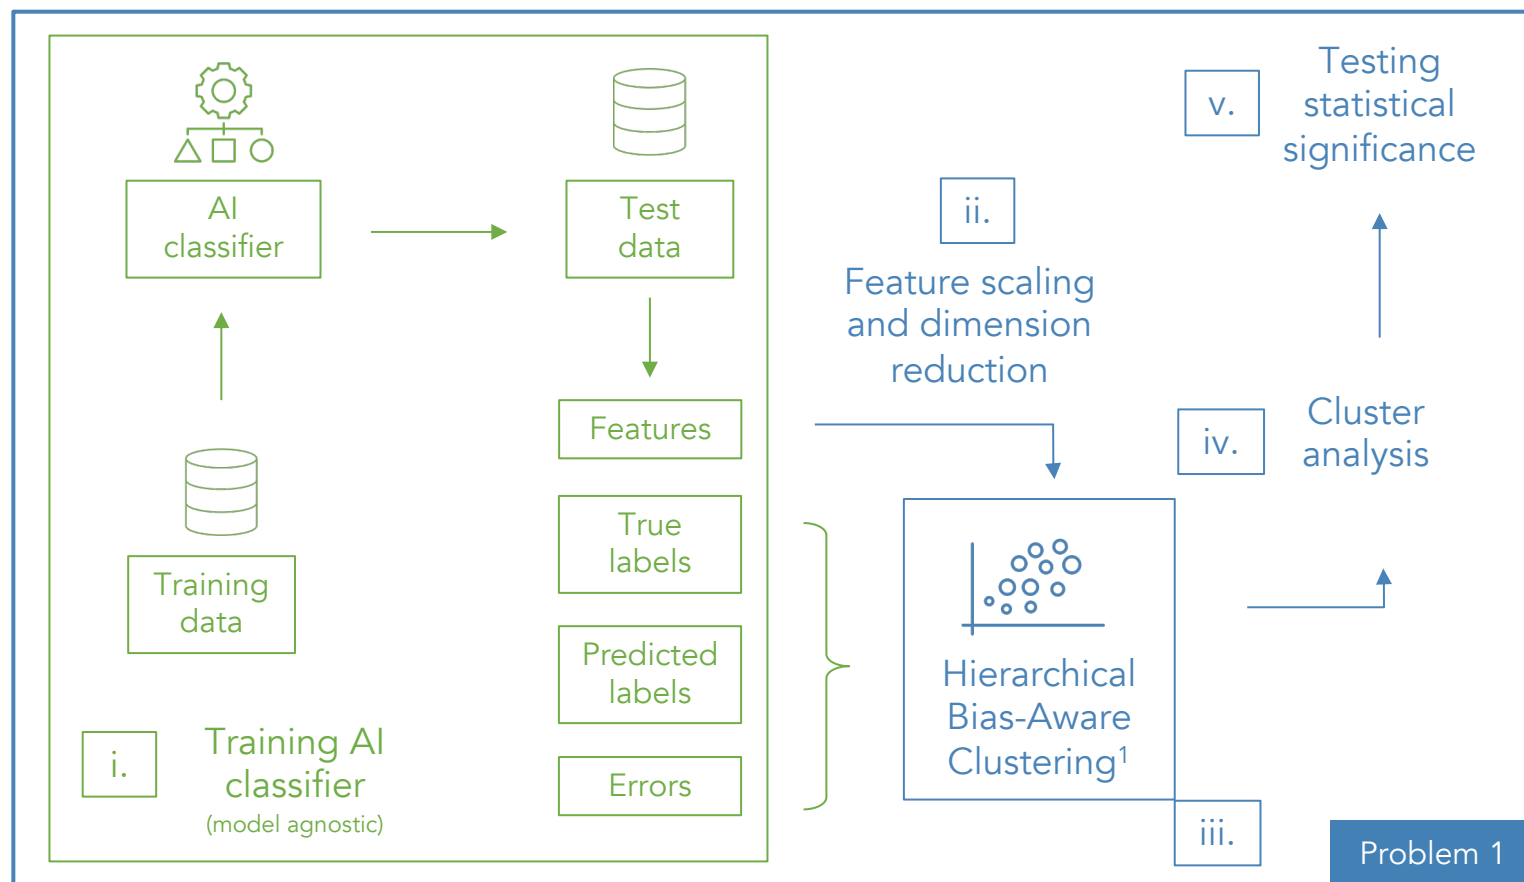 AI
classifier
Test
data
Features
True
labels
Training
data
Predicted
labels
Errors
i.
Training AI
classifier
(model agnostic)
ii.
Feature scaling
and dimension
reduction
Hierarchical
Bias-Aware
Clustering¹
iii.
iv.
Cluster
analysis
v.
Testing
statistical
significance
Problem 1